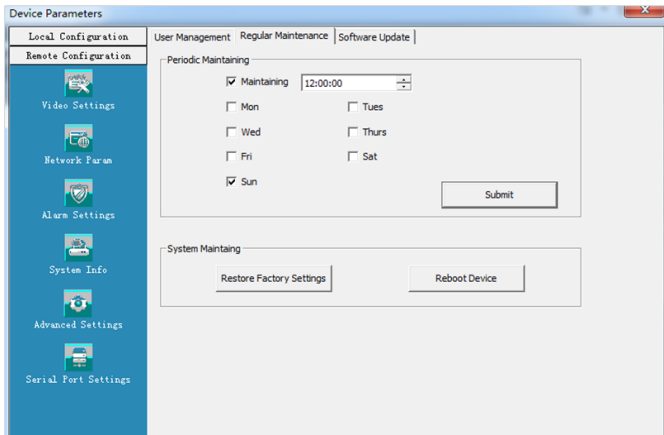 Device Parameters
Local Configuration
Remote Configuration
Video Settings
Network Param
Alarm Settings
System Info
Advanced Settings
Serial Port Settings
User Management Regular Maintenance Software Update
Periodic Maintaining
Maintaining 12:00:00
Mon Tues
Wed Thurs
Fri Sat
Sun
Submit
System Maintaing
Restore Factory Settings Reboot Device